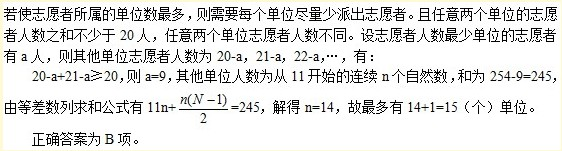 若使志愿者所属的单位数最多，则需要每个单位尽量少派出志愿者。且任意两个单位的志愿
者人数之和不少于 20 人，任意两个单位志愿者人数不同。设志愿者人数最少单位的志愿者
有 a 人，则其他单位志愿者人数为 20-a，21-a，22-a，…，有：
20-a+21-a≥20，则 a=9，其他单位人数为从 11 开始的连续 n 个自然数，和为 254-9=245，
由等差数列求和公式有 11n+\frac{n(N-1)}{2}=245，解得 n=14，故最多有 14+1=15（个）单位。
正确答案为 B 项。